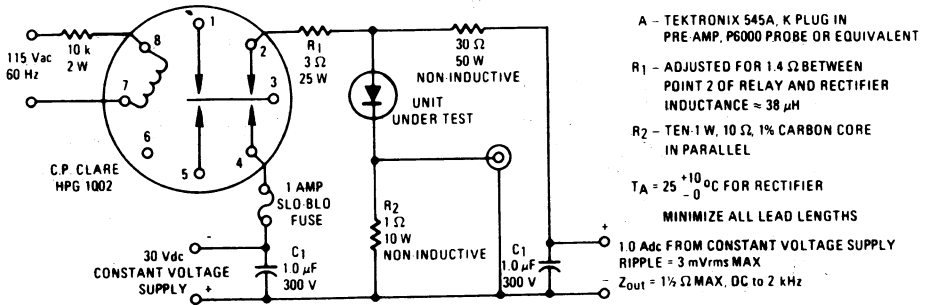 115 Vac
60 Hz
10 k
2 W
8
7
6
1
2
3
4
5
C.P. CLARE
HPG 1002
R1
3 Ω
25 W
30 Ω
50 W
NON-INDUCTIVE
UNIT
UNDER TEST
1 AMP
SLO-BLO
FUSE
R2
1 Ω
10 W
NON-INDUCTIVE
30 Vdc
CONSTANT VOLTAGE
SUPPLY
-
+
C1
1.0 μF
300 V
C1
1.0 μF
300 V
+
-
1.0 Adc FROM CONSTANT VOLTAGE SUPPLY
RIPPLE = 3 mVrms MAX
Zout = 1½ Ω MAX, DC to 2 kHz
A – TEKTRONIX 545A, K PLUG IN
PRE-AMP, P6000 PROBE OR EQUIVALENT
R1 – ADJUSTED FOR 1.4 Ω BETWEEN
POINT 2 OF RELAY AND RECTIFIER
INDUCTANCE ≈ 38 μH
R2 – TEN-1 W, 10 Ω, 1% CARBON CORE
IN PARALLEL
TA = 25 +10 -0 °C FOR RECTIFIER
MINIMIZE ALL LEAD LENGTHS